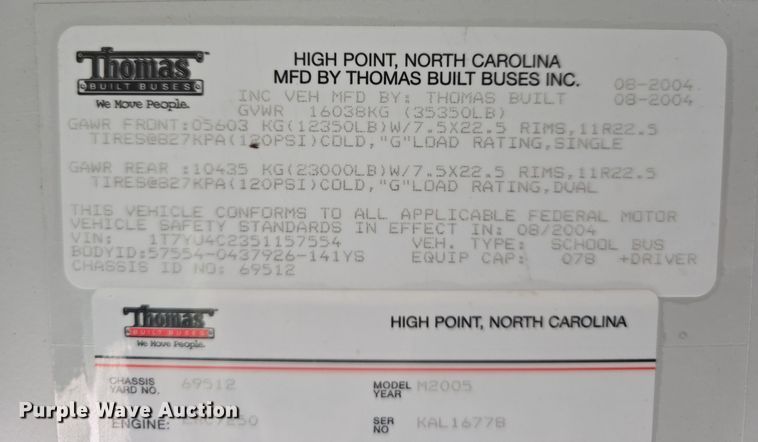 Thomas
BUILT BUSES
We Move People.
HIGH POINT, NORTH CAROLINA
MFD BY THOMAS BUILT BUSES INC. 08-2004
INC VEH MFD BY: THOMAS BUILT 08-2004
GVWR 16038KG (35350LB)
GAWR FRONT:05603 KG(12350LB)W/7.5X22.5 RIMS,11R22.5
TIRES@827KPA(120PSI)COLD,"G"LOAD RATING,SINGLE
GAWR REAR :10435 KG(23000LB)W/7.5X22.5 RIMS,11R22.5
TIRES@827KPA(120PSI)COLD,"G"LOAD RATING,DUAL
THIS VEHICLE CONFORMS TO ALL APPLICABLE FEDERAL MOTOR
VEHICLE SAFETY STANDARDS IN EFFECT IN: 08/2004
VIN: 1T7YU4C2351157554 VEH. TYPE: SCHOOL BUS
BODYID:57554-0437926-141YS EQUIP CAP: 078 +DRIVER
CHASSIS ID NO: 69512
Thomas
BUILT BUSES
We Move People.
HIGH POINT, NORTH CAROLINA
CHASSIS YARD NO. 69512 MODEL YEAR M2005
ENGINE: SER NO KAL16778
Purple Wave Auction